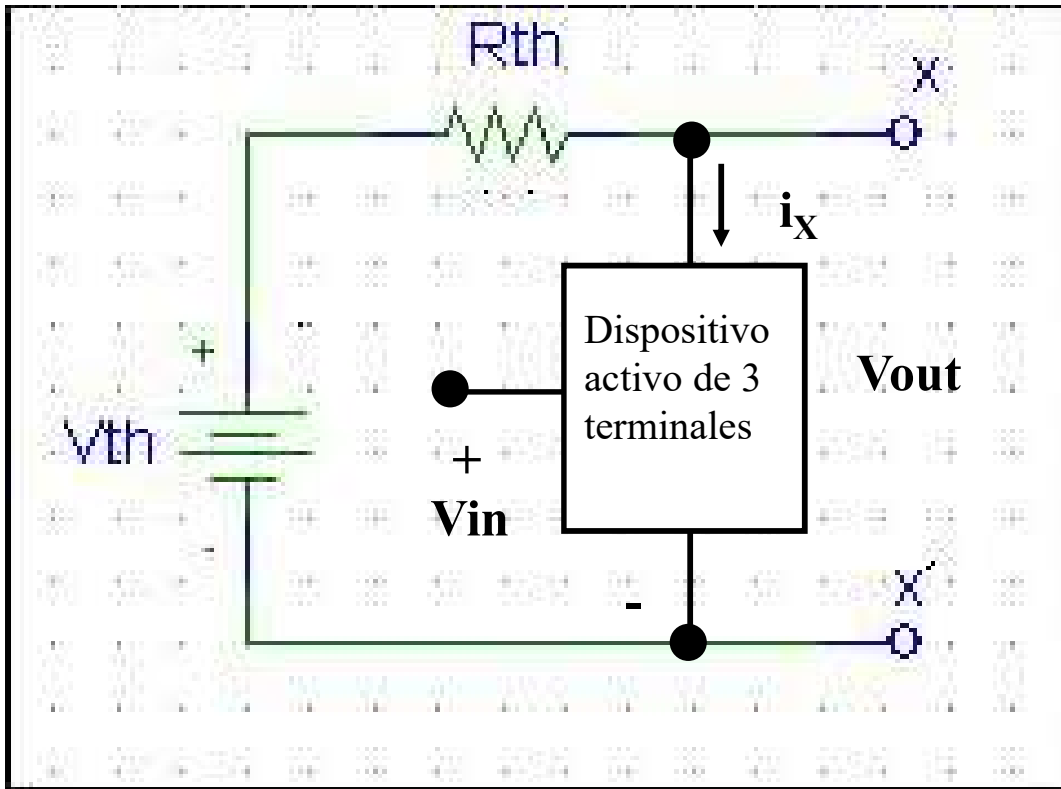 Rth
X
iX
Dispositivo
activo de 3
terminales
Vout
+
Vth
+
Vin
-
-
X'